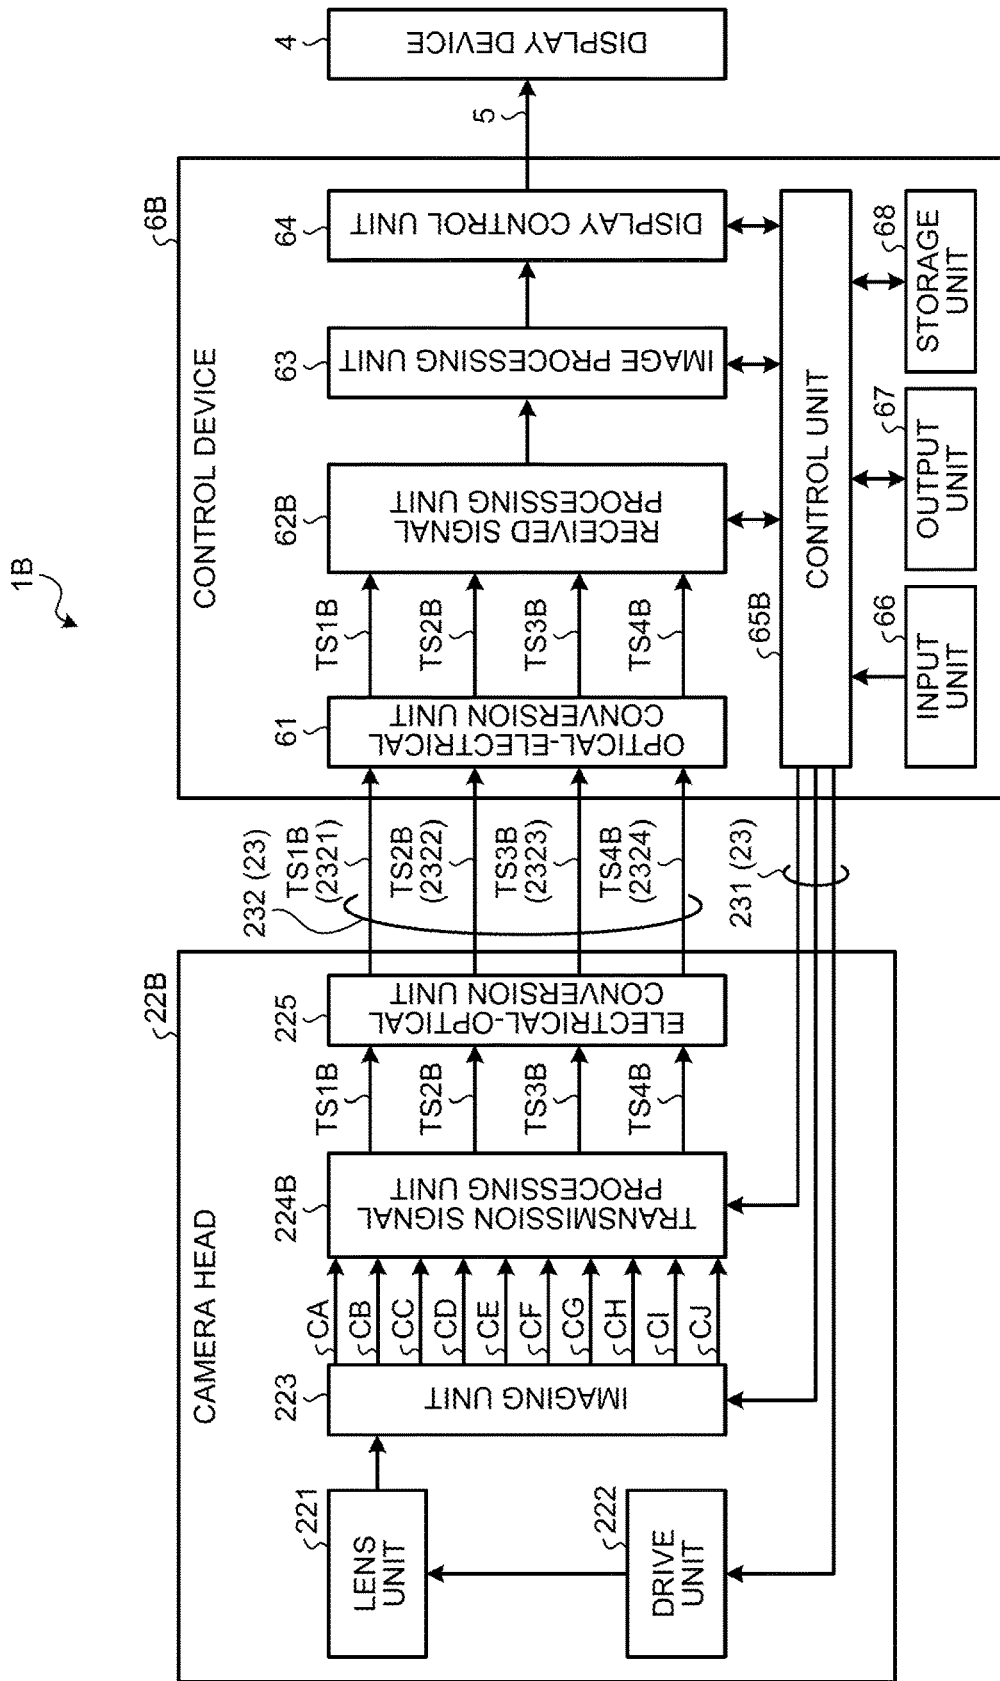 1B
CAMERA HEAD
22B
LENS
UNIT
221
DRIVE
UNIT
222
223
IMAGING UNIT
CA
CB
CC
CD
CE
CF
CG
CH
CI
CJ
224B
TRANSMISSION SIGNAL
PROCESSING UNIT
TS1B
TS2B
TS3B
TS4B
225
ELECTRICAL-OPTICAL
CONVERSION UNIT
232 (23)
TS1B
(2321)
TS2B
(2322)
TS3B
(2323)
TS4B
(2324)
231 (23)
CONTROL DEVICE
6B
61
OPTICAL-ELECTRICAL
CONVERSION UNIT
TS1B
TS2B
TS3B
TS4B
62B
RECEIVED SIGNAL
PROCESSING UNIT
63
IMAGE PROCESSING UNIT
64
DISPLAY CONTROL UNIT
65B
CONTROL UNIT
INPUT
UNIT
66
OUTPUT
UNIT
67
STORAGE
UNIT
68
5
4
DISPLAY DEVICE